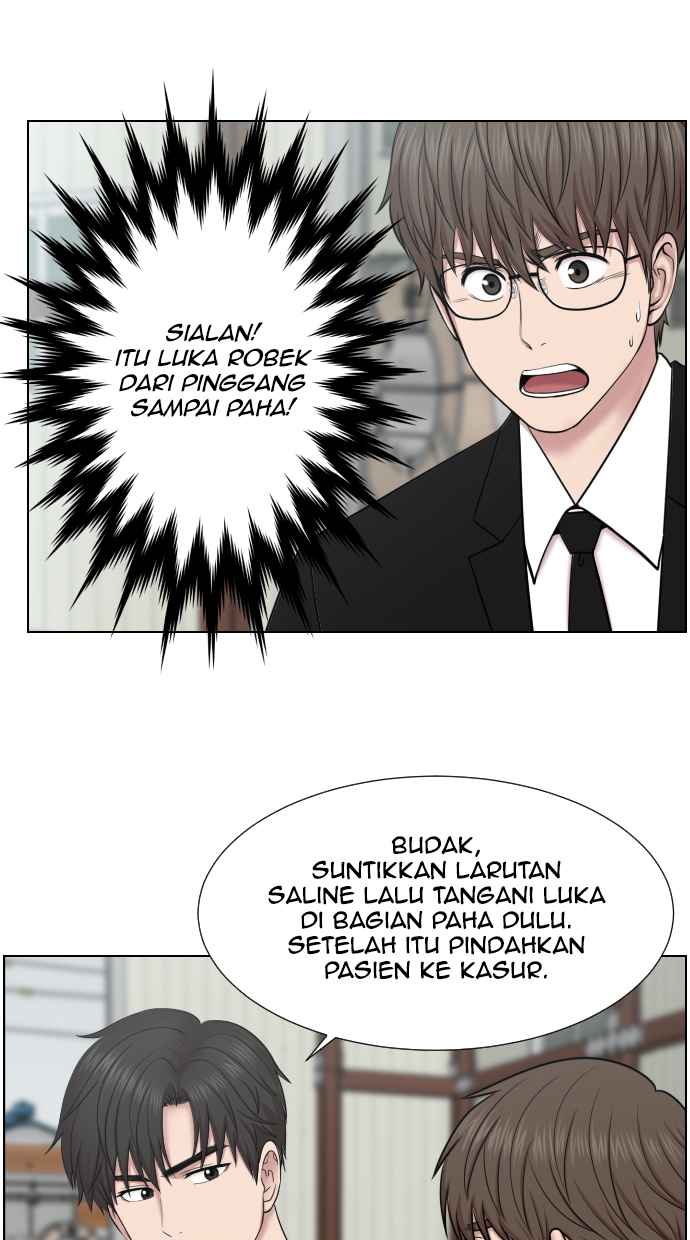 SIALAN!
ITU LUKA ROBEK
DARI PINGGANG
SAMPAI PAHA!
BUDAK,
SUNTIKKAN LARUTAN
SALINE LALU TANGANI LUKA
DI BAGIAN PAHA DULU.
SETELAH ITU PINDAHKAN
PASIEN KE KASUR.